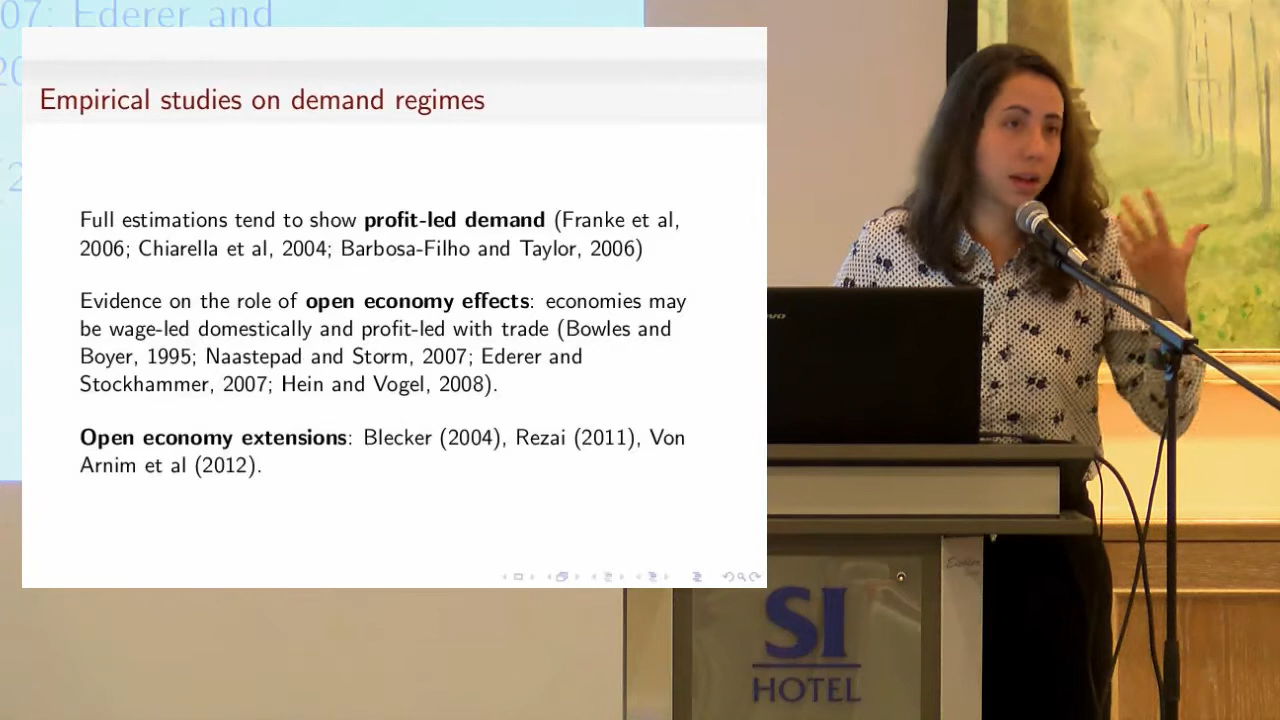 07: Ederer and
Empirical studies on demand regimes
Full estimations tend to show profit-led demand (Franke et al,
2006; Chiarella et al, 2004; Barbosa-Filho and Taylor, 2006)
Evidence on the role of open economy effects: economies may
be wage-led domestically and profit-led with trade (Bowles and
Boyer, 1995; Naastepad and Storm, 2007; Ederer and
Stockhammer, 2007; Hein and Vogel, 2008).
Open economy extensions: Blecker (2004), Rezai (2011), Von
Arnim et al (2012).
SI
HOTEL